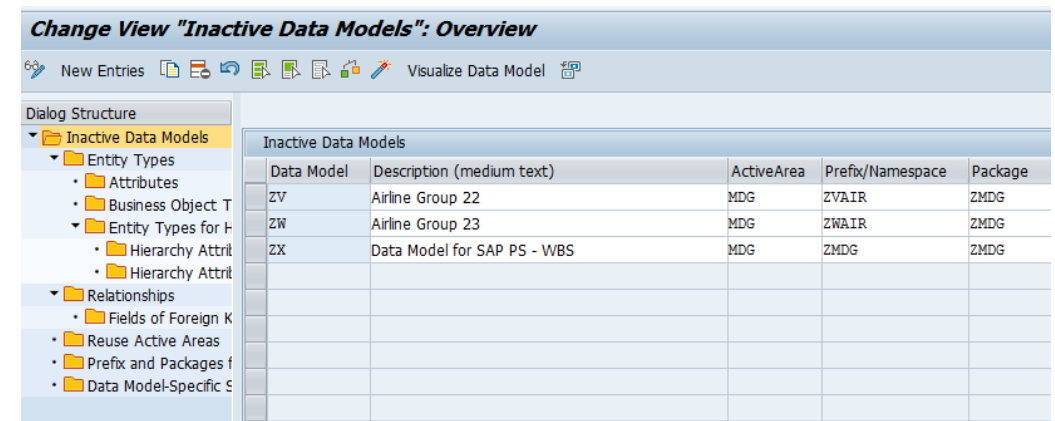 Change View "Inactive Data Models": Overview
New Entries Visualize Data Model
Dialog Structure
Inactive Data Models
Entity Types
Attributes
Business Object T
Entity Types for H
Hierarchy Attrib
Hierarchy Attrib
Relationships
Fields of Foreign K
Reuse Active Areas
Prefix and Packages f
Data Model-Specific S
Inactive Data Models
Data Model Description (medium text) ActiveArea Prefix/Namespace Package
ZV Airline Group 22 MDG ZVAIR ZMDG
ZW Airline Group 23 MDG ZWAIR ZMDG
ZX Data Model for SAP PS - WBS MDG ZMDG ZMDG